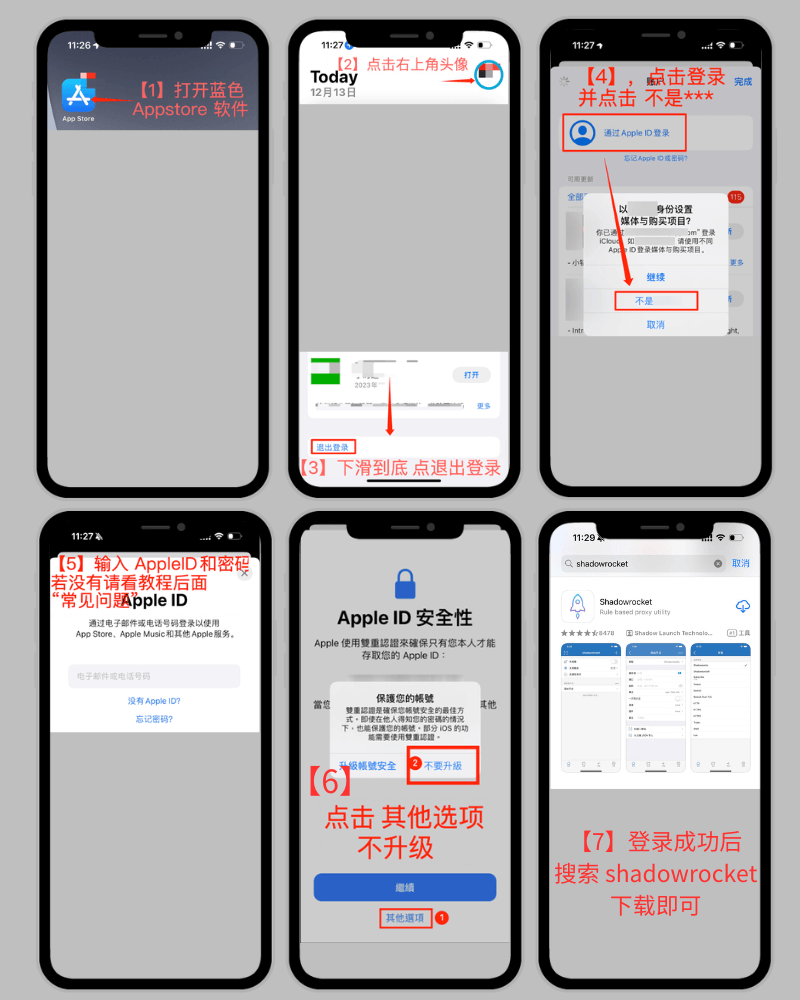 11:26
【1】打开蓝色
Appstore 软件
App Store
11:27
【2】点击右上角头像
Today
12月13日
2023年
打开
更多
退出登录
【3】下滑到底 点退出登录
11:27
【4】，点击登录
并点击 不是***
完成
通过 Apple ID 登录
忘记 Apple ID 或密码?
可用更新
115
以 身份设置
媒体与购买项目?
你已通过 om” 登录
iCloud。如 请使用不同
Apple ID 登录媒体与购买项目。
更多
继续
不是
取消
11:27
【5】输入 AppleID 和密码
若没有请看教程后面
“常见问题”
Apple ID
通过电子邮件或电话号码登录以使用
App Store、Apple Music 和其他 Apple 服务。
电子邮件或电话号码
没有 Apple ID?
忘记密码?
Apple ID 安全性
Apple 使用雙重認證來確保只有您本人才能
存取您的 Apple ID：
當您 其他
保護您的帳號
雙重認證是確保您帳號安全的最佳方
式。即使在他人得知您的密碼的情況
下，也能保護您的帳號。部分 iOS 的功
能需要使用雙重認證。
升級帳號安全
2 不要升級
【6】
点击 其他选项
不升级
繼續
其他選項 1
11:29
shadowrocket
取消
Shadowrocket
Rule based proxy utility
8478
Shadow Launch Technolo...
#1 工具
【7】登录成功后
搜索 shadowrocket
下载即可